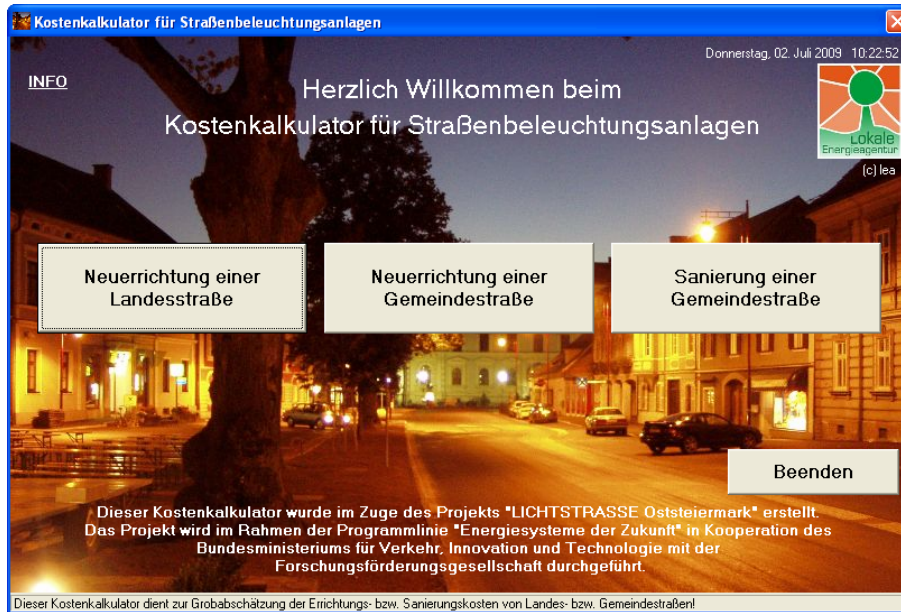 Kostenkalkulator für Straßenbeleuchtungsanlagen
Donnerstag, 02. Juli 2009 10:22:52
INFO
Herzlich Willkommen beim
Kostenkalkulator für Straßenbeleuchtungsanlagen
Lokale
Energieagentur
(c) lea
Neuerrichtung einer
Landesstraße
Neuerrichtung einer
Gemeindestraße
Sanierung einer
Gemeindestraße
Beenden
Dieser Kostenkalkulator wurde im Zuge des Projekts "LICHTSTRASSE Oststeiermark" erstellt.
Das Projekt wird im Rahmen der Programmlinie "Energiesysteme der Zukunft" in Kooperation des
Bundesministeriums für Verkehr, Innovation und Technologie mit der
Forschungsförderungsgesellschaft durchgeführt.
Dieser Kostenkalkulator dient zur Grobabschätzung der Errichtungs- bzw. Sanierungskosten von Landes- bzw. Gemeindestraßen!